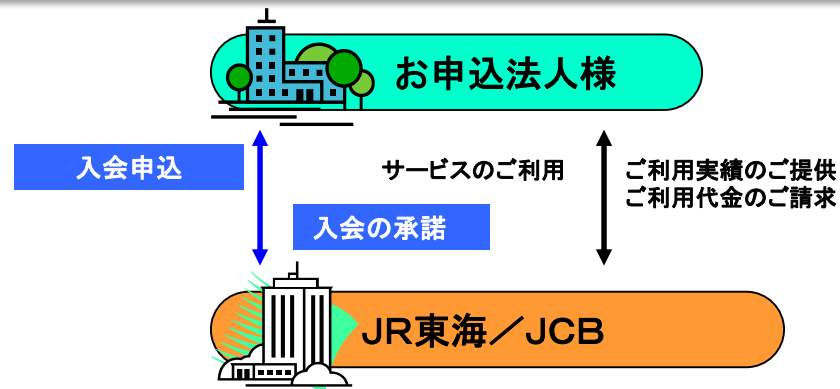 お申込法人様
入会申込
サービスのご利用
ご利用実績のご提供
ご利用代金のご請求
入会の承諾
JR東海/JCB